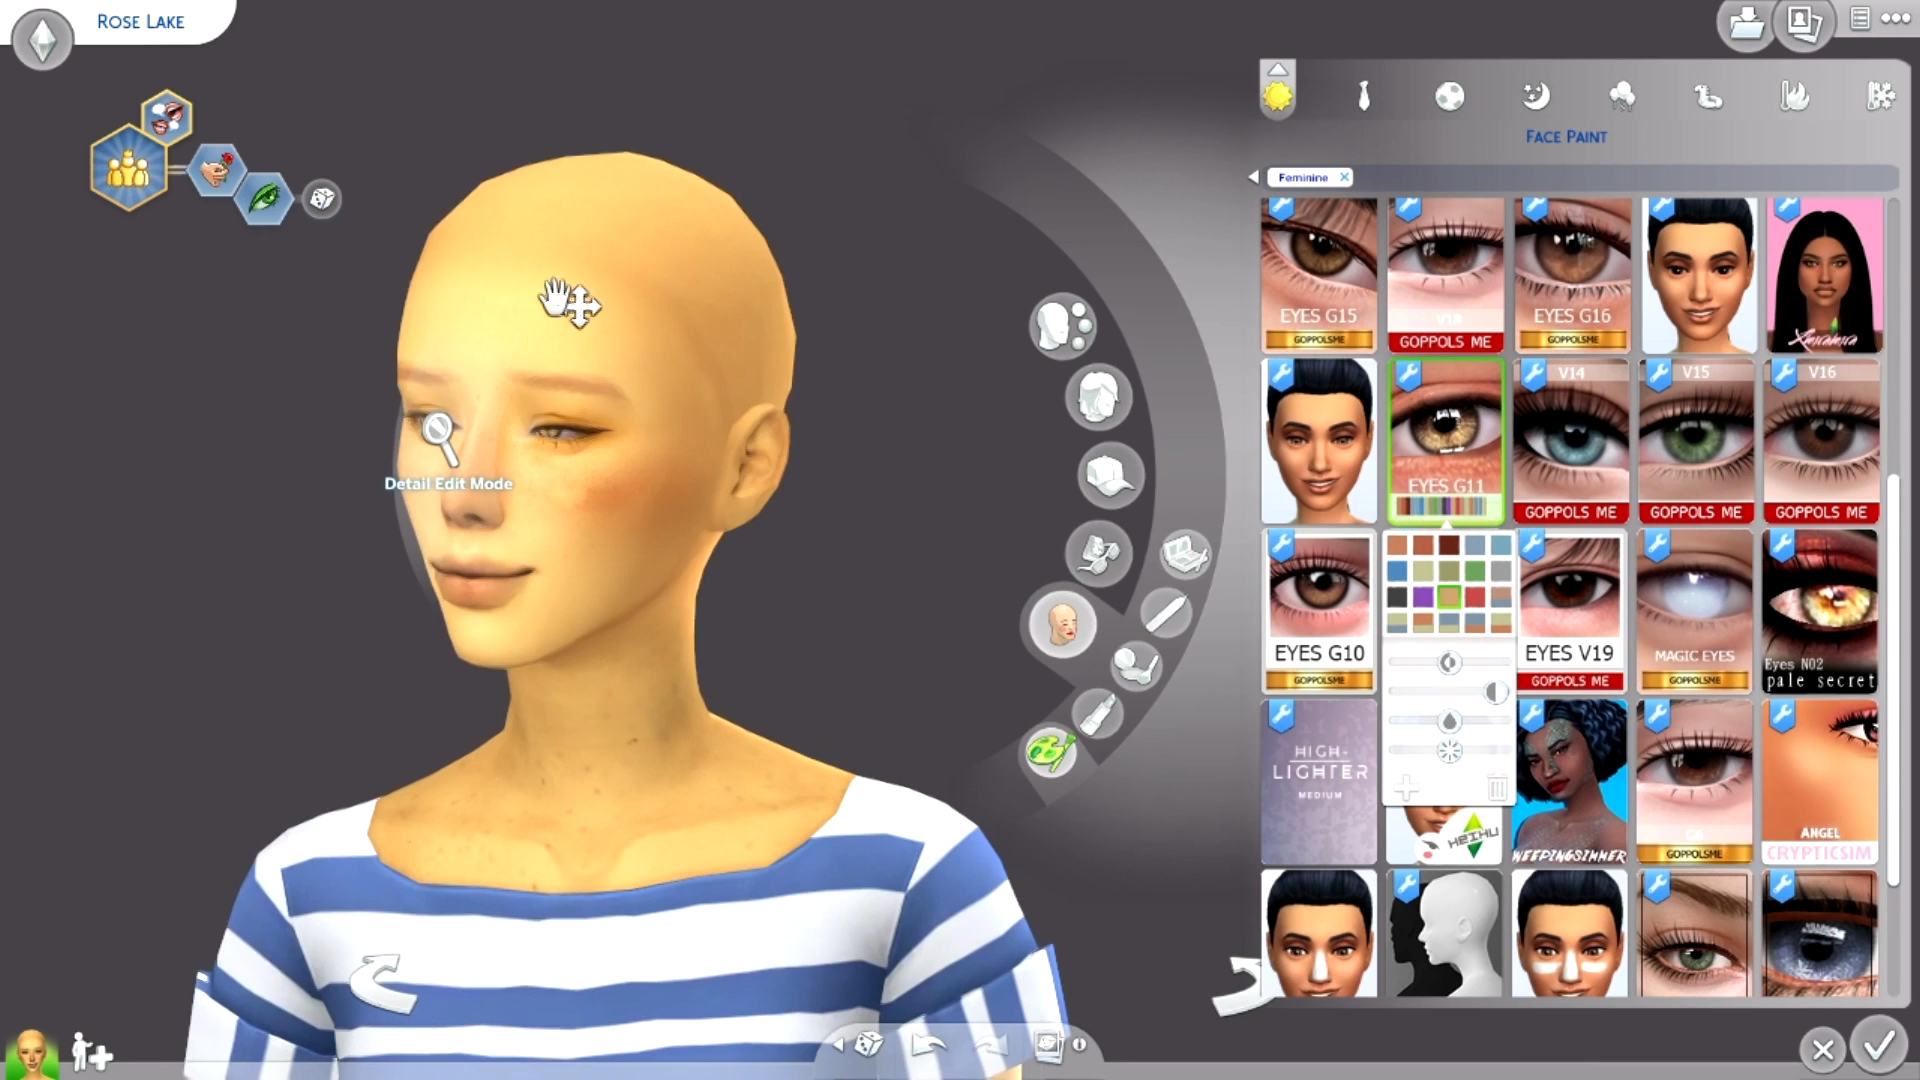 ROSE LAKE
FACE PAINT
Feminine
EYES G15
GOPPOLSME
GOPPOLS ME
EYES G16
GOPPOLSME
EYES G11
V14
GOPPOLS ME
V15
GOPPOLS ME
V16
GOPPOLS ME
Detail Edit Mode
EYES G10
GOPPOLSME
EYES V19
GOPPOLS ME
MAGIC EYES
GOPPOLSME
Eyes N02
pale secret
HIGH-
LIGHTER
MEDIUM
HEIHU
WEEPINGSIMMER
G6
GOPPOLSME
ANGEL
CRYPTICSIM